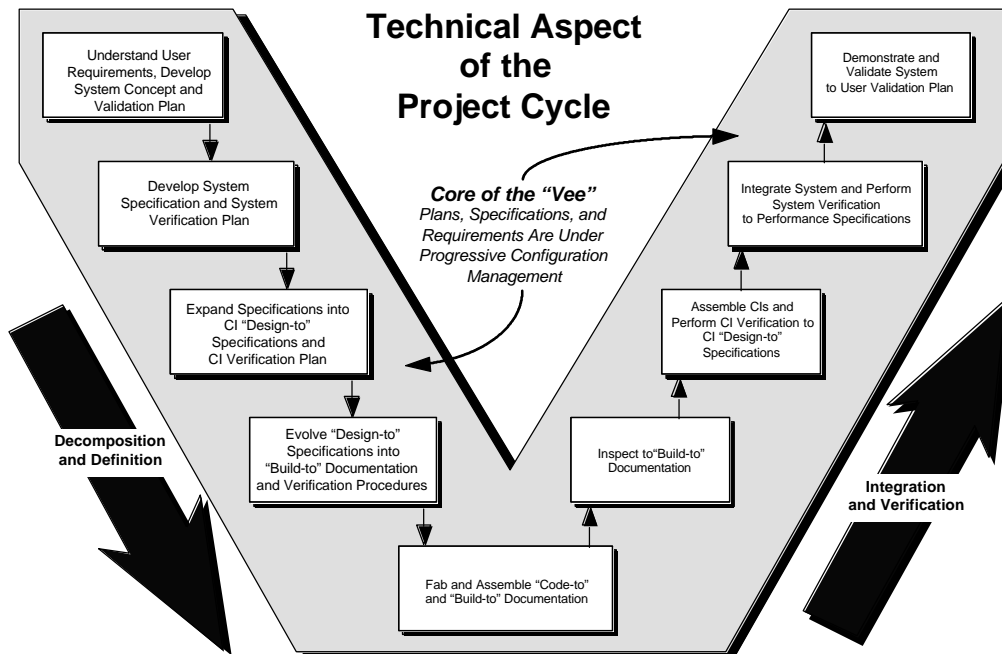 Technical Aspect
of the
Project Cycle
Understand User
Requirements, Develop
System Concept and
Validation Plan
Develop System
Specification and System
Verification Plan
Expand Specifications into
CI “Design-to”
Specifications and
CI Verification Plan
Evolve “Design-to”
Specifications into
“Build-to” Documentation
and Verification Procedures
Fab and Assemble “Code-to”
and “Build-to” Documentation
Inspect to“Build-to”
Documentation
Assemble CIs and
Perform CI Verification to
CI “Design-to”
Specifications
Integrate System and Perform
System Verification
to Performance Specifications
Demonstrate and
Validate System
to User Validation Plan
Core of the “Vee”
Plans, Specifications, and
Requirements Are Under
Progressive Configuration
Management
Decomposition
and Definition
Integration
and Verification